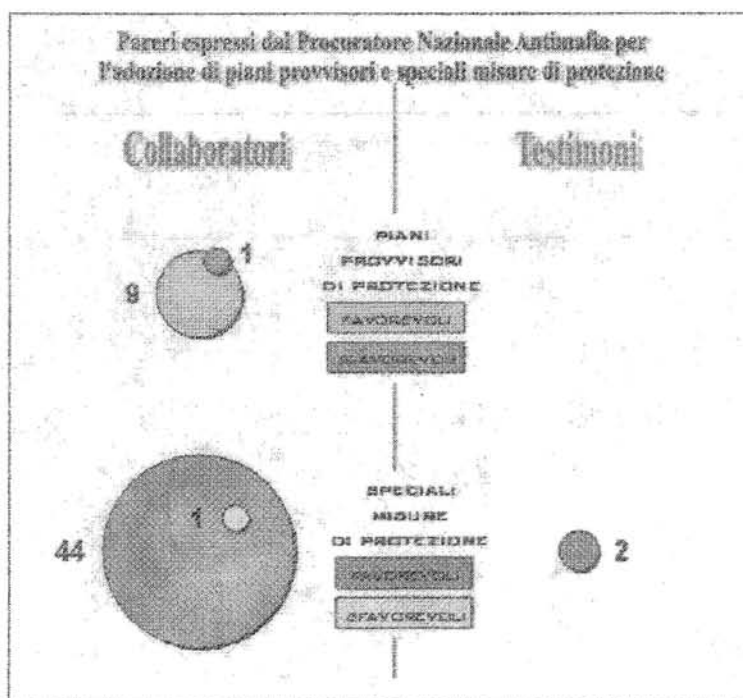 Pareri espressi dal Procuratore Nazionale Antimafia per
l'adozione di piani provvisori e speciali misure di protezione
Collaboratori
Testimoni
9
1
PIANI
PROVVISORI
DI PROTEZIONE
FAVOREVOLI
SFAVOREVOLI
44
1
SPECIALI
MISURE
DI PROTEZIONE
FAVOREVOLI
SFAVOREVOLI
2